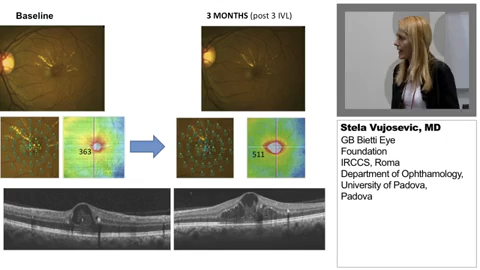 Baseline
3 MONTHS (post 3 IVL)
363
511
Stela Vujosevic, MD
GB Bietti Eye
Foundation
IRCCS, Roma
Department of Ophthamology,
University of Padova,
Padova